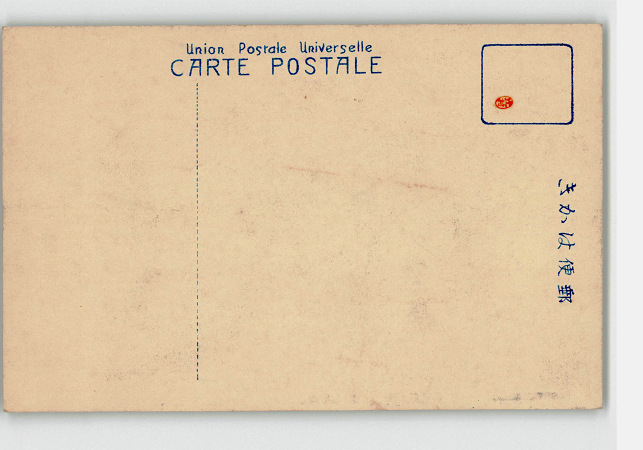 Union Postale Universelle
CARTE POSTALE
きかは便郵